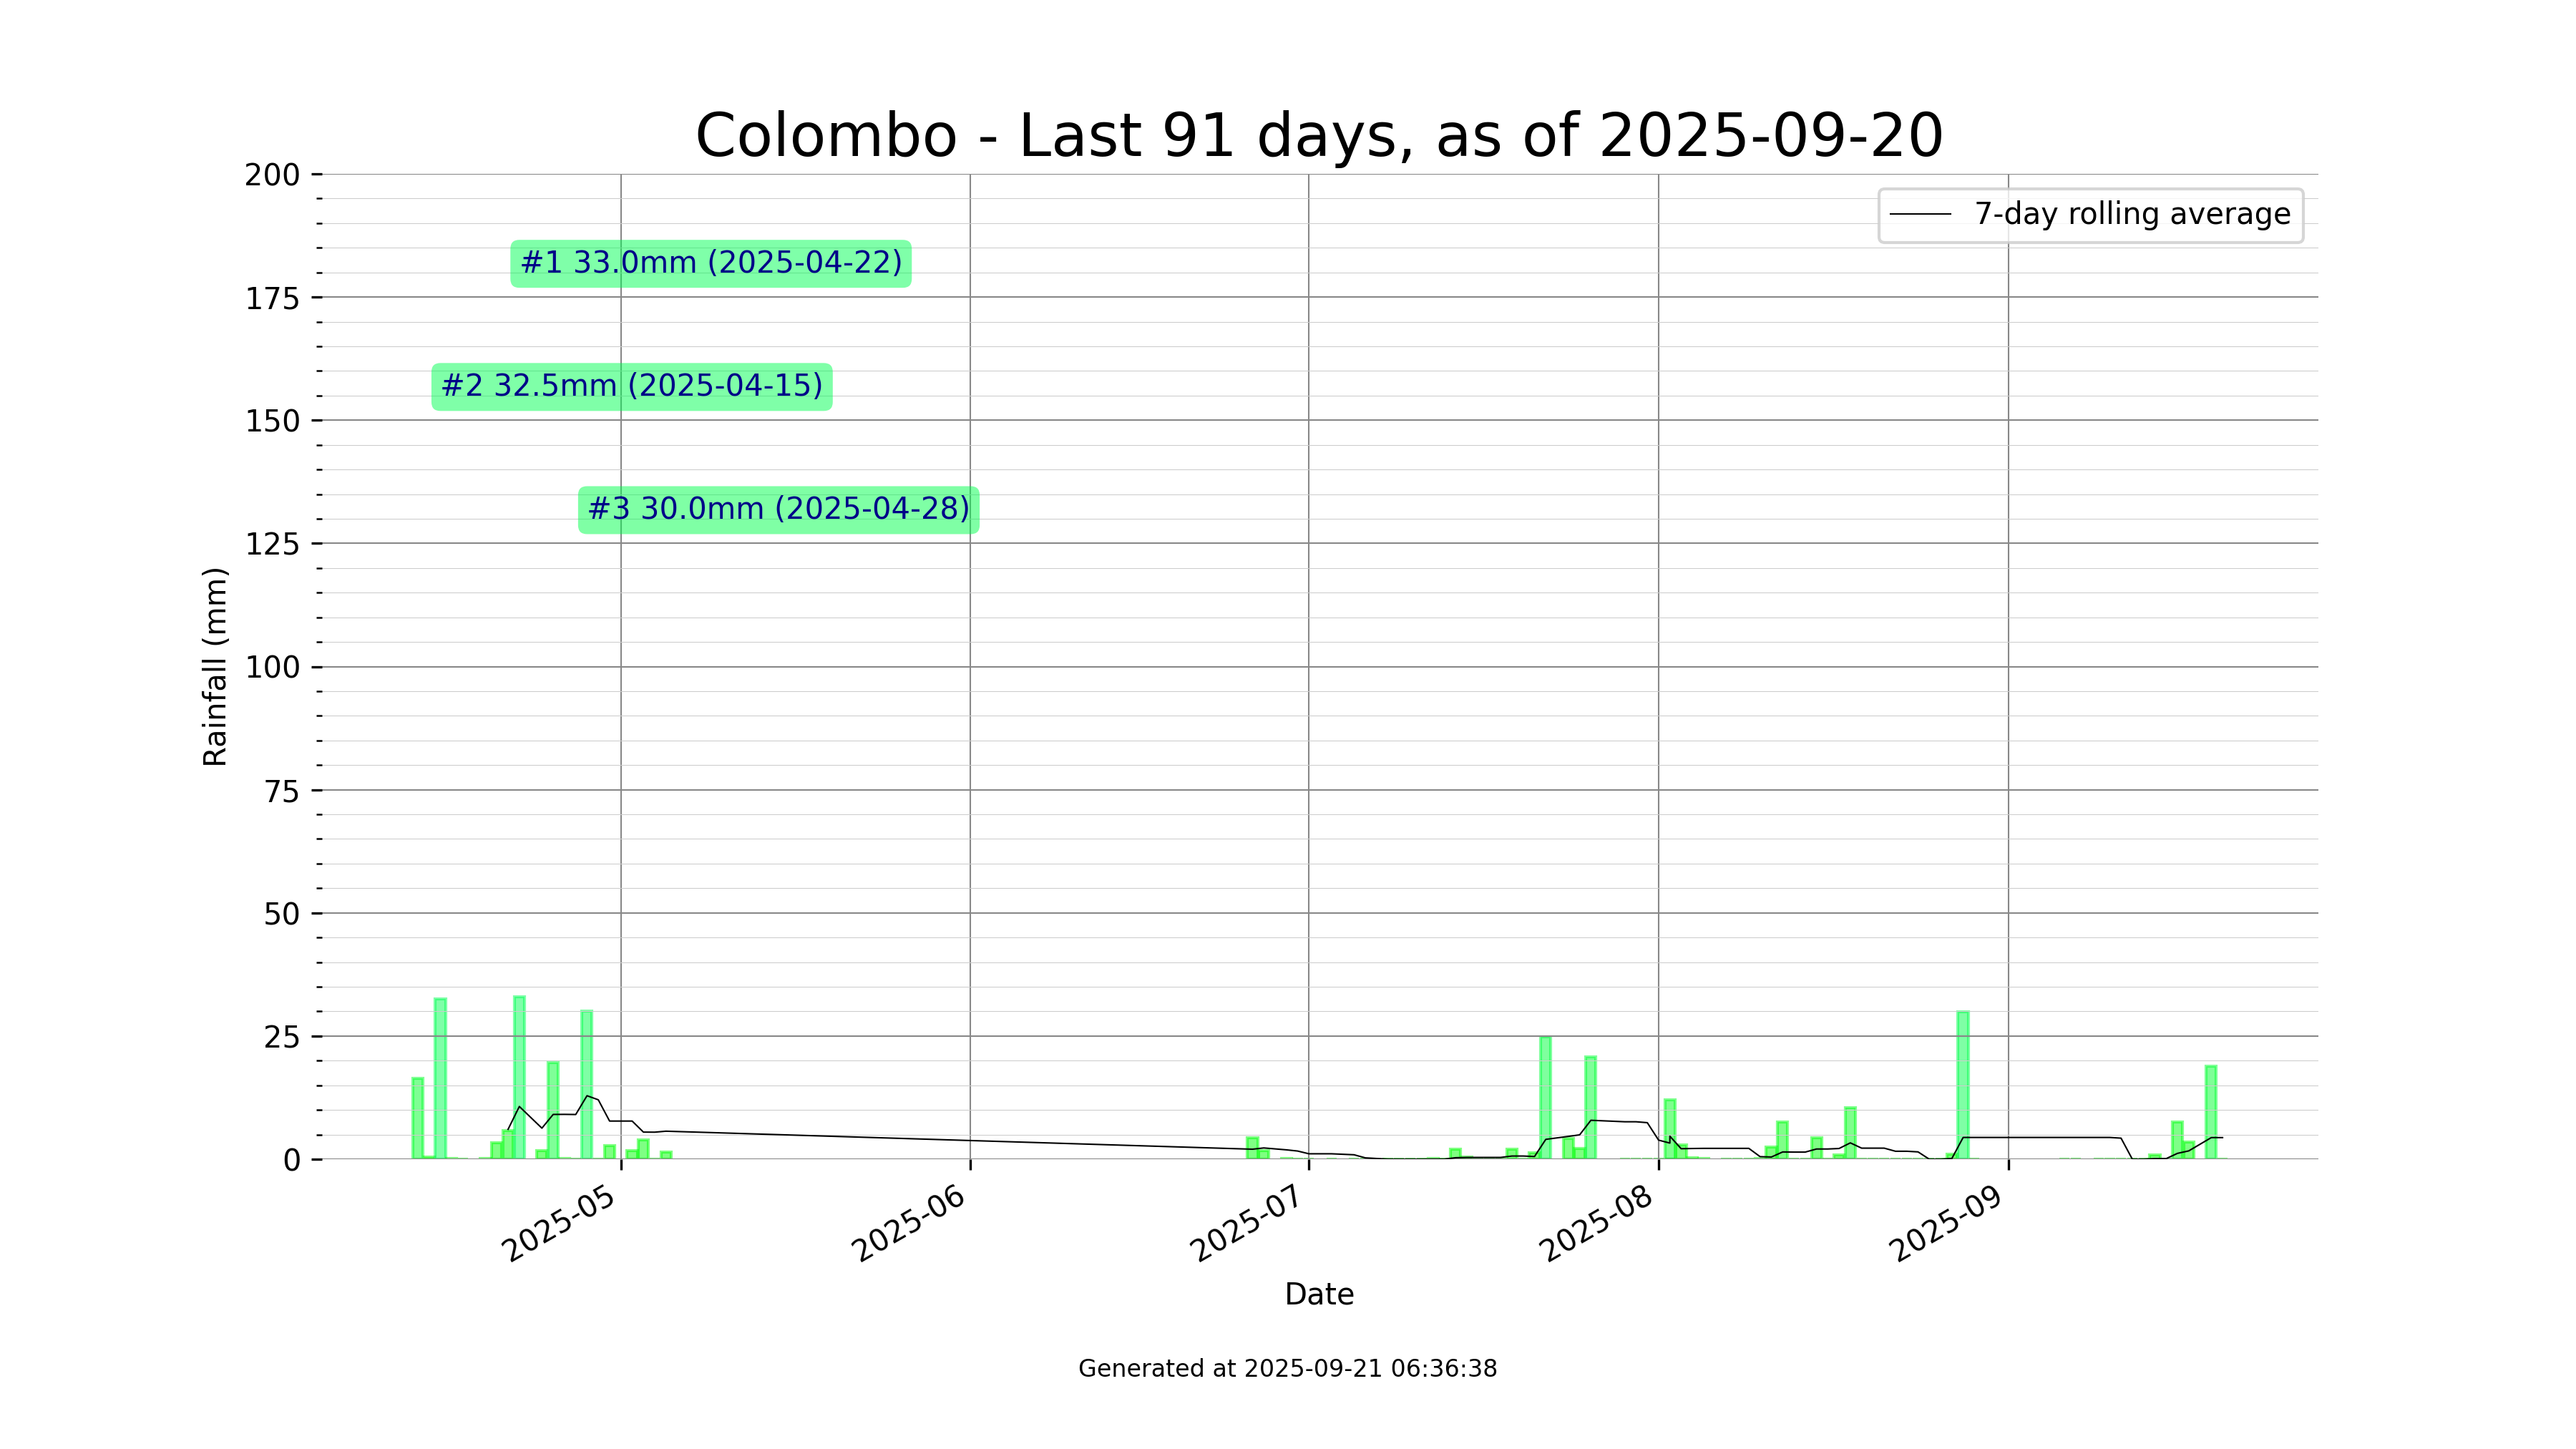 Colombo - Last 91 days, as of 2025-09-20
200
175
150
125
100
75
50
25
0
Rainfall (mm)
7-day rolling average
#1 33.0mm (2025-04-22)
#2 32.5mm (2025-04-15)
#3 30.0mm (2025-04-28)
2025-05
2025-06
2025-07
2025-08
2025-09
Date
Generated at 2025-09-21 06:36:38